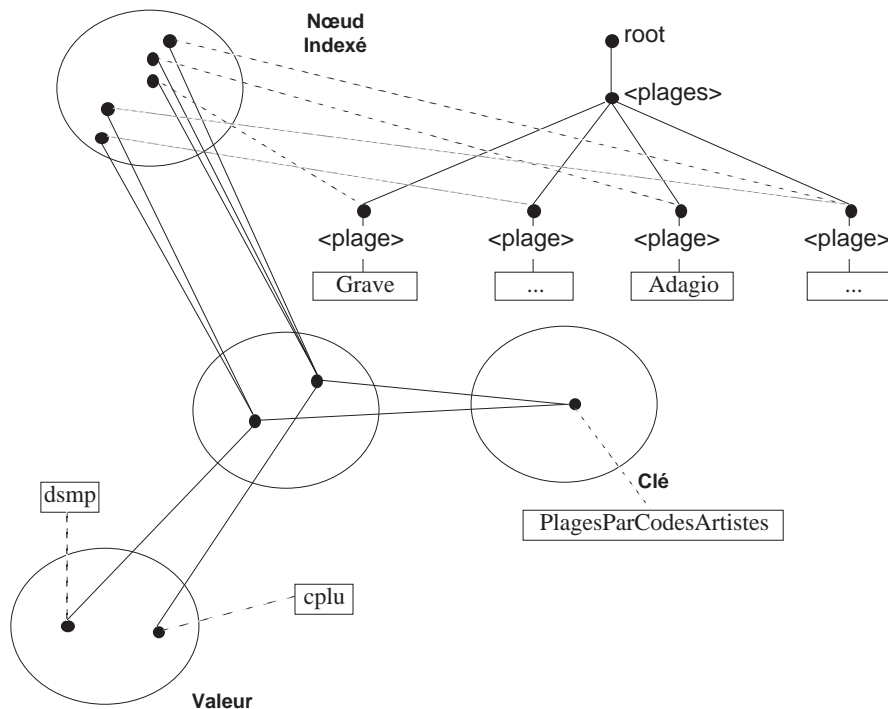 Nœud
Indexé
root
<plages>
<plage>
<plage>
<plage>
<plage>
Grave
...
Adagio
...
Clé
PlagesParCodesArtistes
dsmp
cplu
Valeur